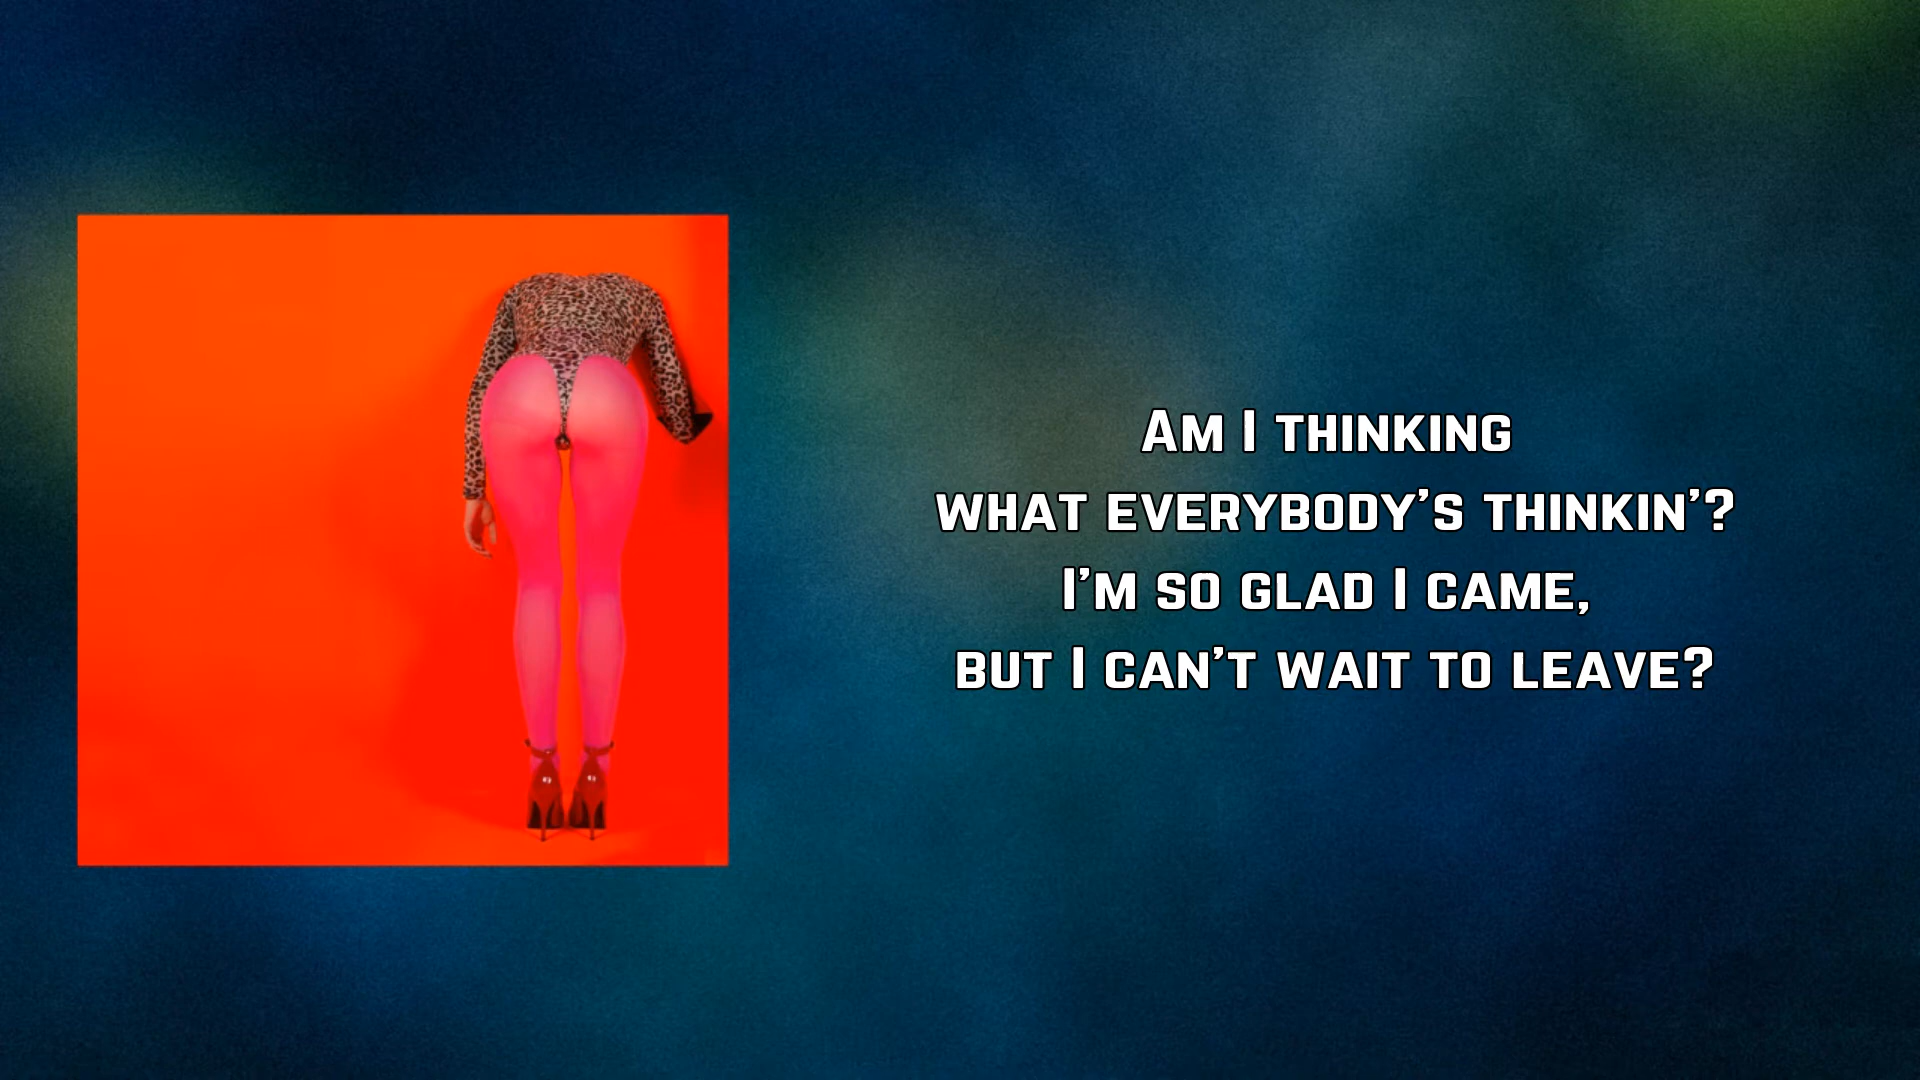 Am I thinking
what everybody’s thinkin’?
I’m so glad I came,
but I can’t wait to leave?